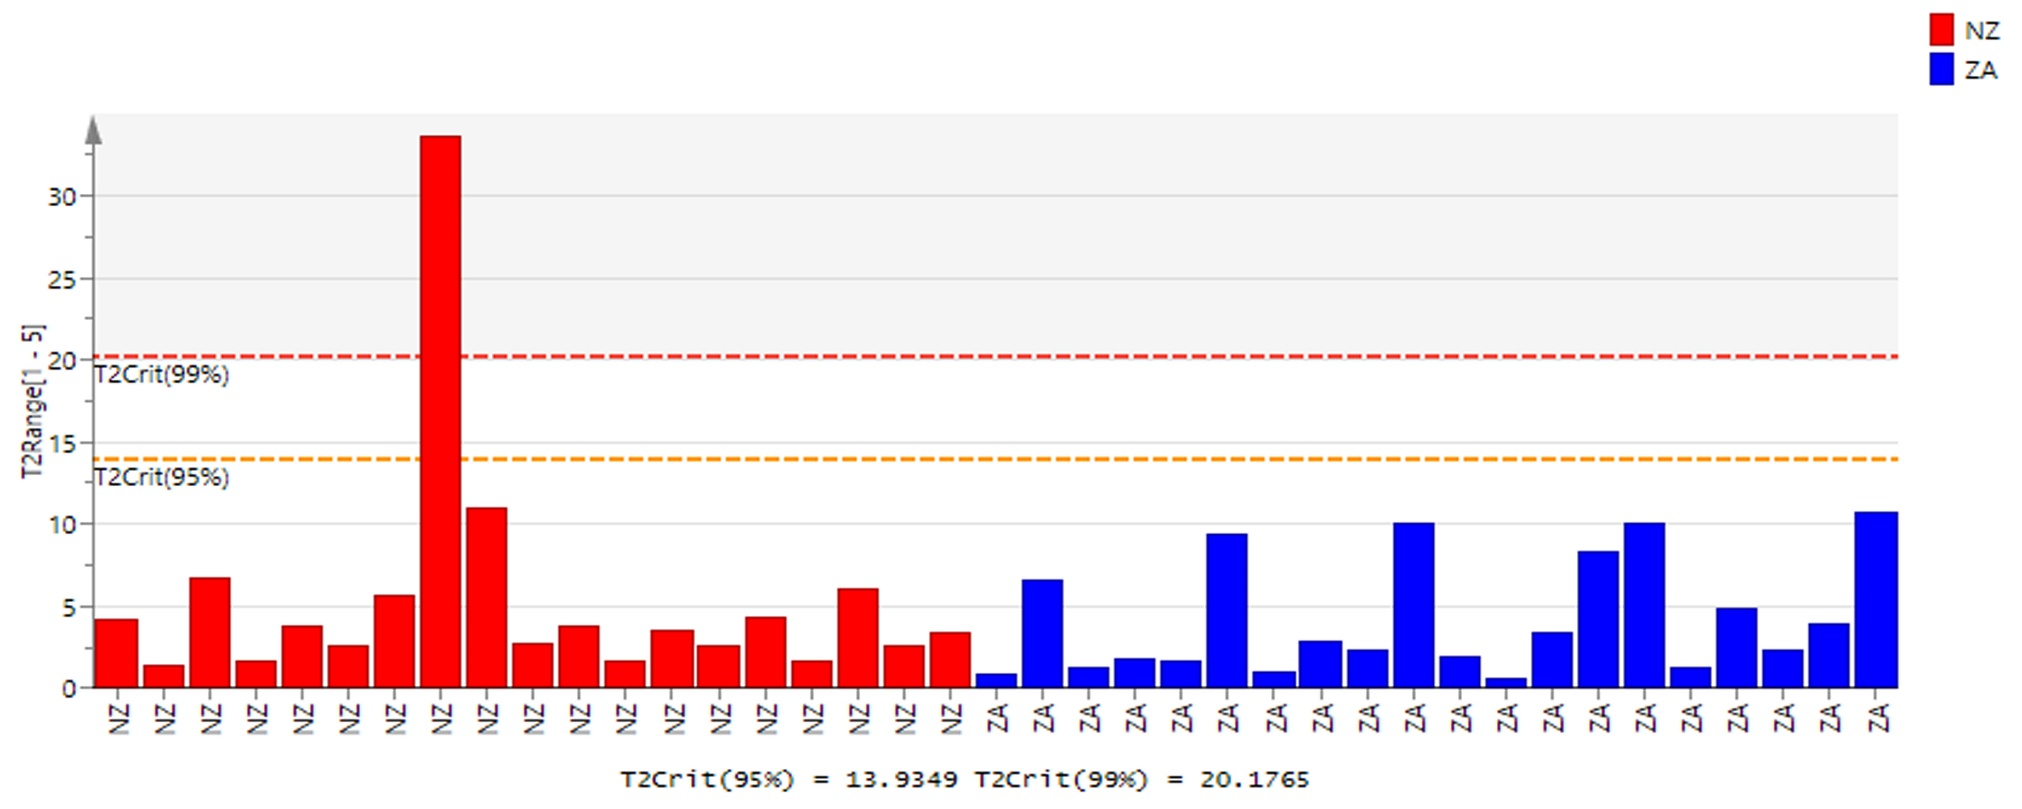 NZ
ZA
T2Range[1 - 5]
30
25
20
T2Crit(99%)
15
T2Crit(95%)
10
5
0
NZ NZ NZ NZ NZ NZ NZ NZ NZ NZ NZ NZ NZ NZ NZ NZ NZ NZ NZ ZA ZA ZA ZA ZA ZA ZA ZA ZA ZA ZA ZA ZA ZA ZA ZA ZA ZA ZA ZA
T2Crit(95%) = 13.9349 T2Crit(99%) = 20.1765